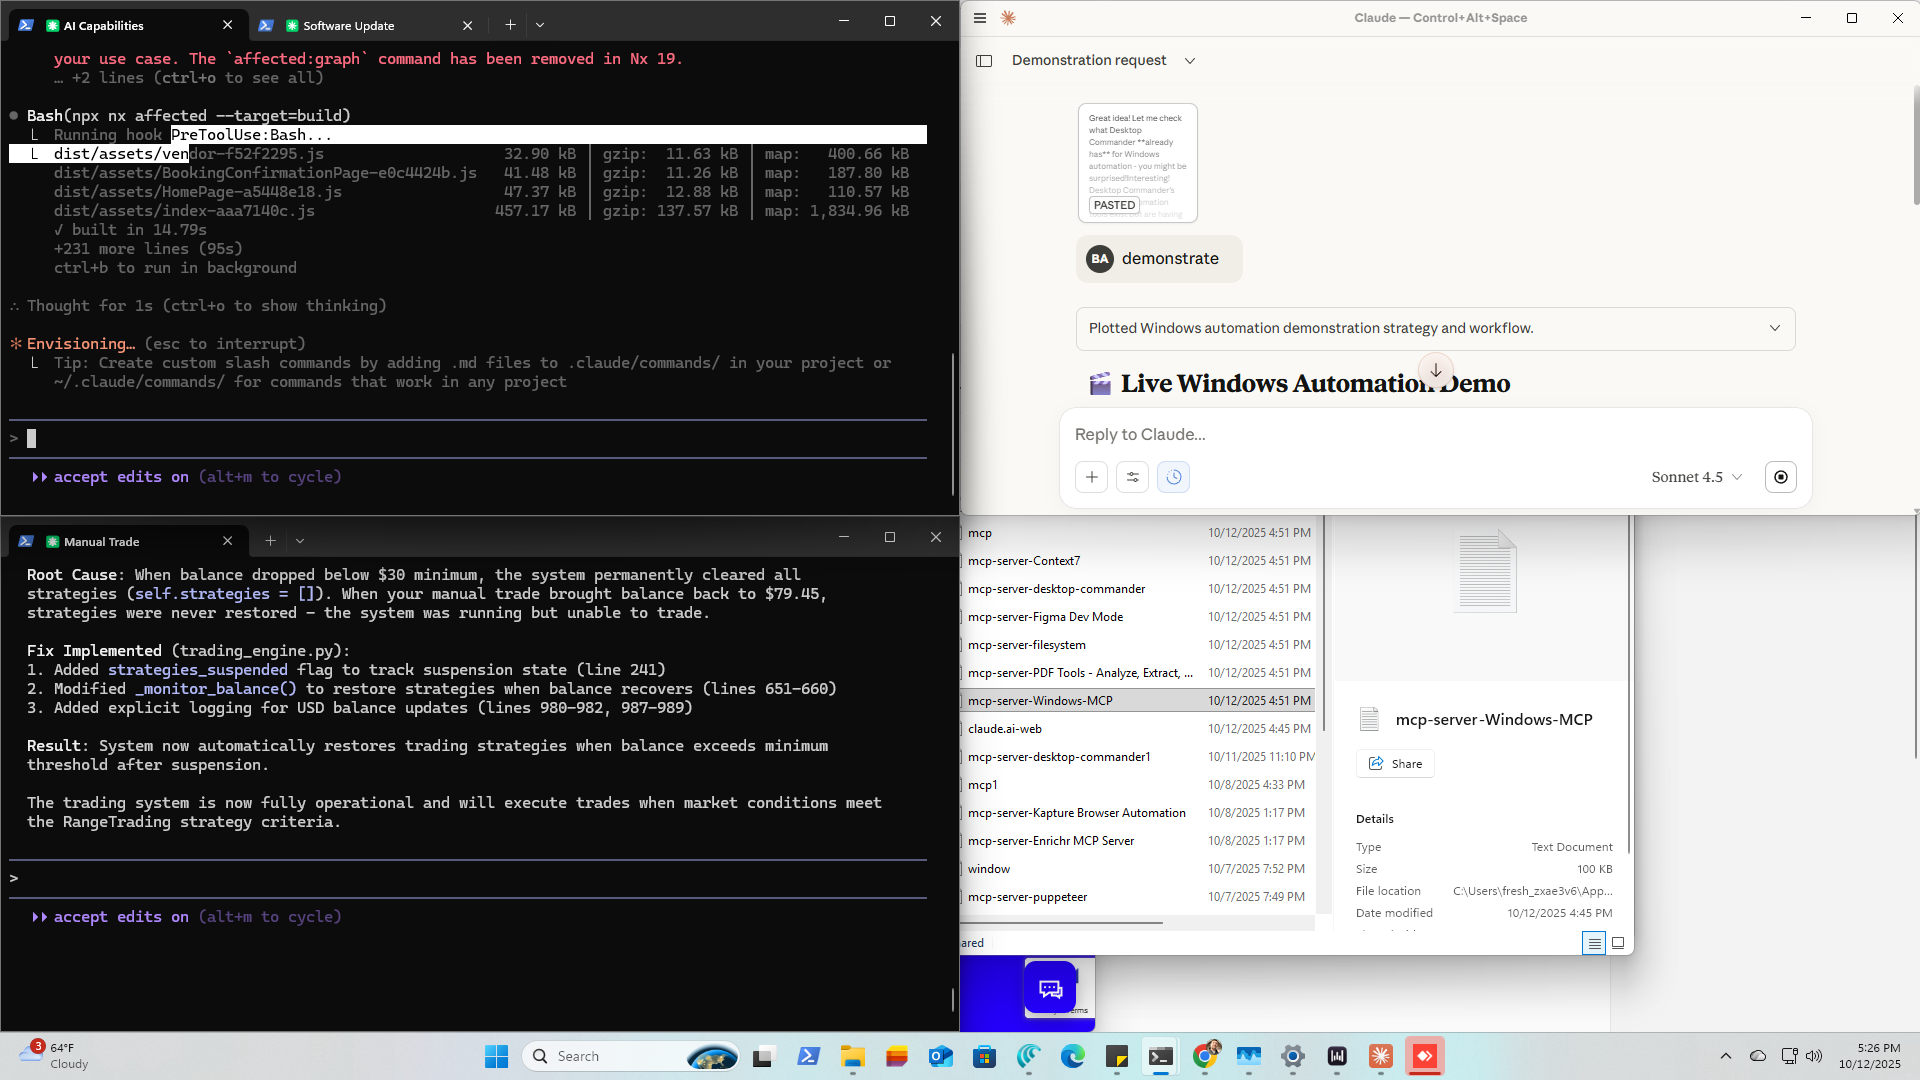 AI Capabilities
Software Update
your use case. The `affected:graph` command has been removed in Nx 19.
… +2 lines (ctrl+o to see all)
Bash(npx nx affected --target=build)
Running hook PreToolUse:Bash...
dist/assets/vendor-f52f2295.js 32.90 kB │ gzip: 11.63 kB │ map: 400.66 kB
dist/assets/BookingConfirmationPage-e0c4424b.js 41.48 kB │ gzip: 11.26 kB │ map: 187.80 kB
dist/assets/HomePage-a5448e18.js 47.37 kB │ gzip: 12.88 kB │ map: 110.57 kB
dist/assets/index-aaa7140c.js 457.17 kB │ gzip: 137.57 kB │ map: 1,834.96 kB
✓ built in 14.79s
+231 more lines (95s)
ctrl+b to run in background
∴ Thought for 1s (ctrl+o to show thinking)
Envisioning… (esc to interrupt)
Tip: Create custom slash commands by adding .md files to .claude/commands/ in your project or
~/.claude/commands/ for commands that work in any project
>
accept edits on (alt+m to cycle)
Manual Trade
Root Cause: When balance dropped below $30 minimum, the system permanently cleared all
strategies (self.strategies = []). When your manual trade brought balance back to $79.45,
strategies were never restored - the system was running but unable to trade.
Fix Implemented (trading_engine.py):
1. Added strategies_suspended flag to track suspension state (line 241)
2. Modified _monitor_balance() to restore strategies when balance recovers (lines 651-660)
3. Added explicit logging for USD balance updates (lines 980-982, 987-989)
Result: System now automatically restores trading strategies when balance exceeds minimum
threshold after suspension.
The trading system is now fully operational and will execute trades when market conditions meet
the RangeTrading strategy criteria.
>
accept edits on (alt+m to cycle)
Claude — Control+Alt+Space
Demonstration request
Great idea! Let me check
what Desktop
Commander **already
has** for Windows
automation - you might be
surprised!Interesting!
Desktop Commander's
PASTED
BA demonstrate
Plotted Windows automation demonstration strategy and workflow.
Live Windows Automation Demo
Reply to Claude...
Sonnet 4.5
mcp 10/12/2025 4:51 PM
mcp-server-Context7 10/12/2025 4:51 PM
mcp-server-desktop-commander 10/12/2025 4:51 PM
mcp-server-Figma Dev Mode 10/12/2025 4:51 PM
mcp-server-filesystem 10/12/2025 4:51 PM
mcp-server-PDF Tools - Analyze, Extract, ... 10/12/2025 4:51 PM
mcp-server-Windows-MCP 10/12/2025 4:51 PM
claude.ai-web 10/12/2025 4:45 PM
mcp-server-desktop-commander1 10/11/2025 11:10 PM
mcp1 10/8/2025 4:33 PM
mcp-server-Kapture Browser Automation 10/8/2025 1:17 PM
mcp-server-Enrichr MCP Server 10/8/2025 1:17 PM
window 10/7/2025 7:52 PM
mcp-server-puppeteer 10/7/2025 7:49 PM
ared
mcp-server-Windows-MCP
Share
Details
Type Text Document
Size 100 KB
File location C:\Users\fresh_zxae3v6\App...
Date modified 10/12/2025 4:45 PM
erms
3
64°F
Cloudy
Search
5:26 PM
10/12/2025